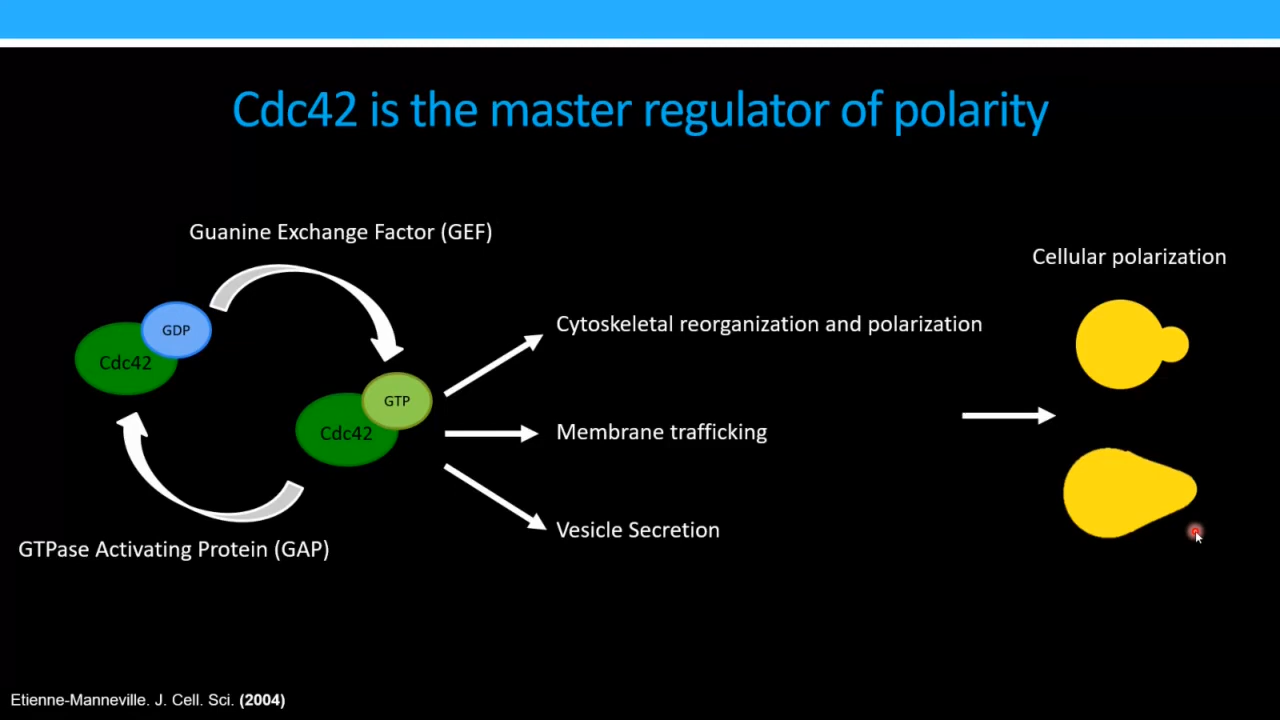 Cdc42 is the master regulator of polarity
Guanine Exchange Factor (GEF)
Cellular polarization
GDP
Cdc42
Cytoskeletal reorganization and polarization
GTP
Cdc42
Membrane trafficking
Vesicle Secretion
GTPase Activating Protein (GAP)
Etienne-Manneville. J. Cell. Sci. (2004)